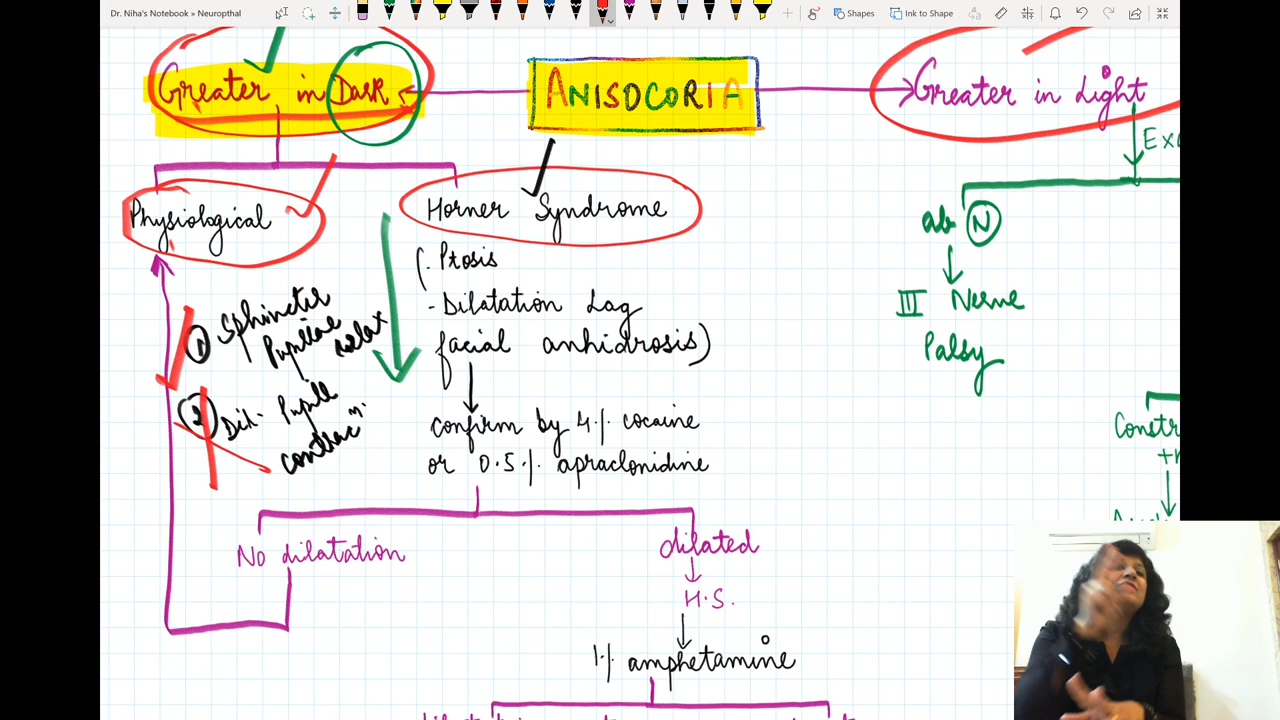 Dr. Niha's Notebook » Neuropthal
Shapes
Ink to Shape
Greater in Dark
ANISOCORIA
Greater in Light
Physiological
Horner Syndrome
ab N
III Nerve
Palsy
(. Ptosis
- Dilatation Lag
facial anhidrosis)
① Sphincter
Pupillae
relax
② Dil. Pupill
contrac
confirm by 4% cocaine
or 0.5% apraclonidine
Constr
No dilatation
dilated
H.S.
1% amphetamine